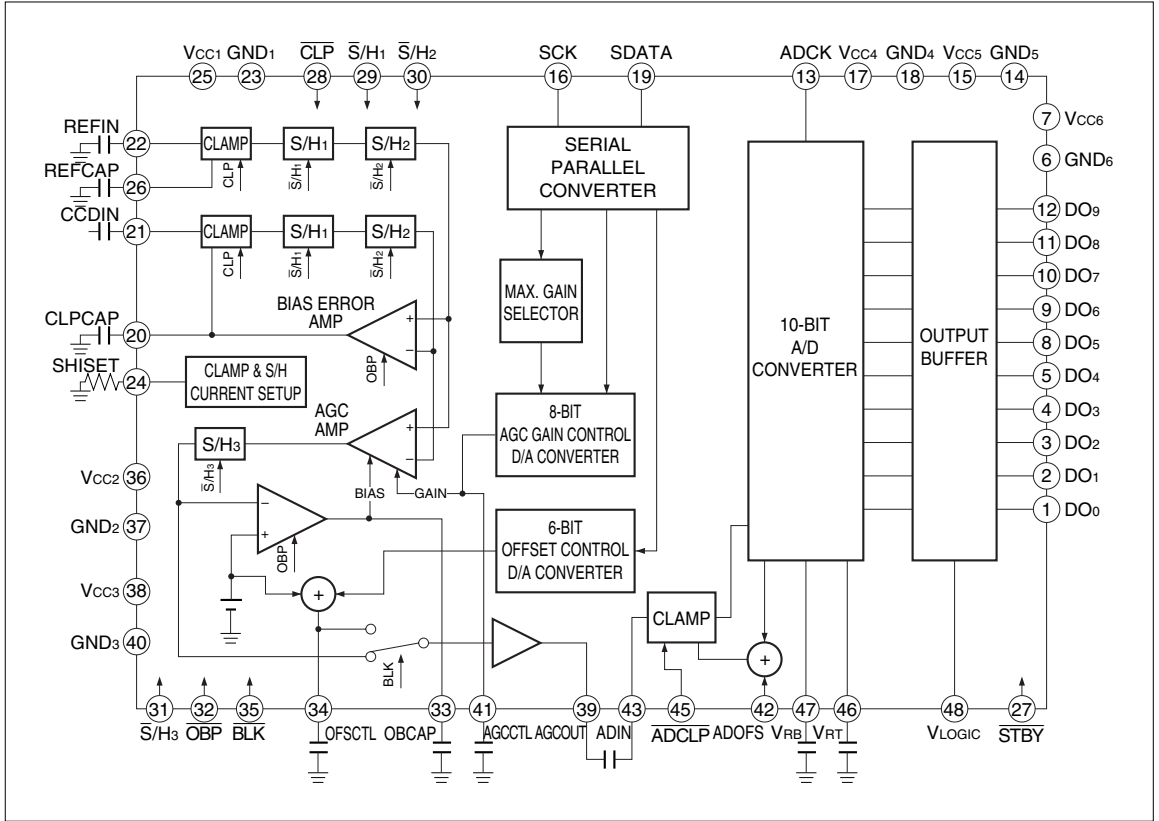 VCC1 GND1 CLP S/H1 S/H2 SCK SDATA ADCK VCC4 GND4 VCC5 GND5
25 23 28 29 30 16 19 13 17 18 15 14
7 VCC6
6 GND6
12 DO9
11 DO8
10 DO7
9 DO6
8 DO5
5 DO4
4 DO3
3 DO2
2 DO1
1 DO0
REFIN
22
REFCAP
26
CCDIN
21
CLPCAP
20
SHISET
24
VCC2 36
GND2 37
VCC3 38
GND3 40
CLAMP S/H1 S/H2
CLP S/H1 S/H2
CLAMP S/H1 S/H2
CLP S/H1 S/H2
BIAS ERROR
AMP
+
−
OBP
CLAMP & S/H
CURRENT SETUP
AGC
AMP
+
−
S/H3
S/H3
BIAS GAIN
−
+
OBP
+
BLK
SERIAL
PARALLEL
CONVERTER
MAX. GAIN
SELECTOR
8-BIT
AGC GAIN CONTROL
D/A CONVERTER
6-BIT
OFFSET CONTROL
D/A CONVERTER
10-BIT
A/D
CONVERTER
OUTPUT
BUFFER
CLAMP
+
31 32 35 34 33 41 39 43 45 42 47 46 48 27
S/H3 OBP BLK OFSCTL OBCAP AGCCTL AGCOUT ADIN ADCLP ADOFS VRB VRT VLOGIC STBY